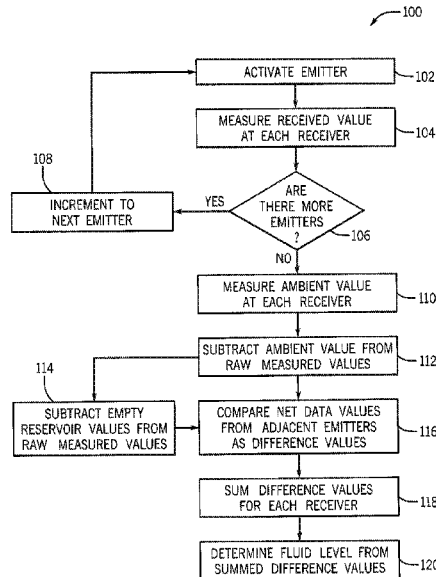 100
ACTIVATE EMITTER
102
MEASURE RECEIVED VALUE
AT EACH RECEIVER
104
108
INCREMENT TO
NEXT EMITTER
YES
ARE
THERE MORE
EMITTERS
?
106
NO
MEASURE AMBIENT VALUE
AT EACH RECEIVER
110
SUBTRACT AMBIENT VALUE FROM
RAW MEASURED VALUES
112
114
SUBTRACT EMPTY
RESERVOIR VALUES FROM
RAW MEASURED VALUES
COMPARE NET DATA VALUES
FROM ADJACENT EMITTERS
AS DIFFERENCE VALUES
116
SUM DIFFERENCE VALUES
FOR EACH RECEIVER
118
DETERMINE FLUID LEVEL FROM
SUMMED DIFFERENCE VALUES
120